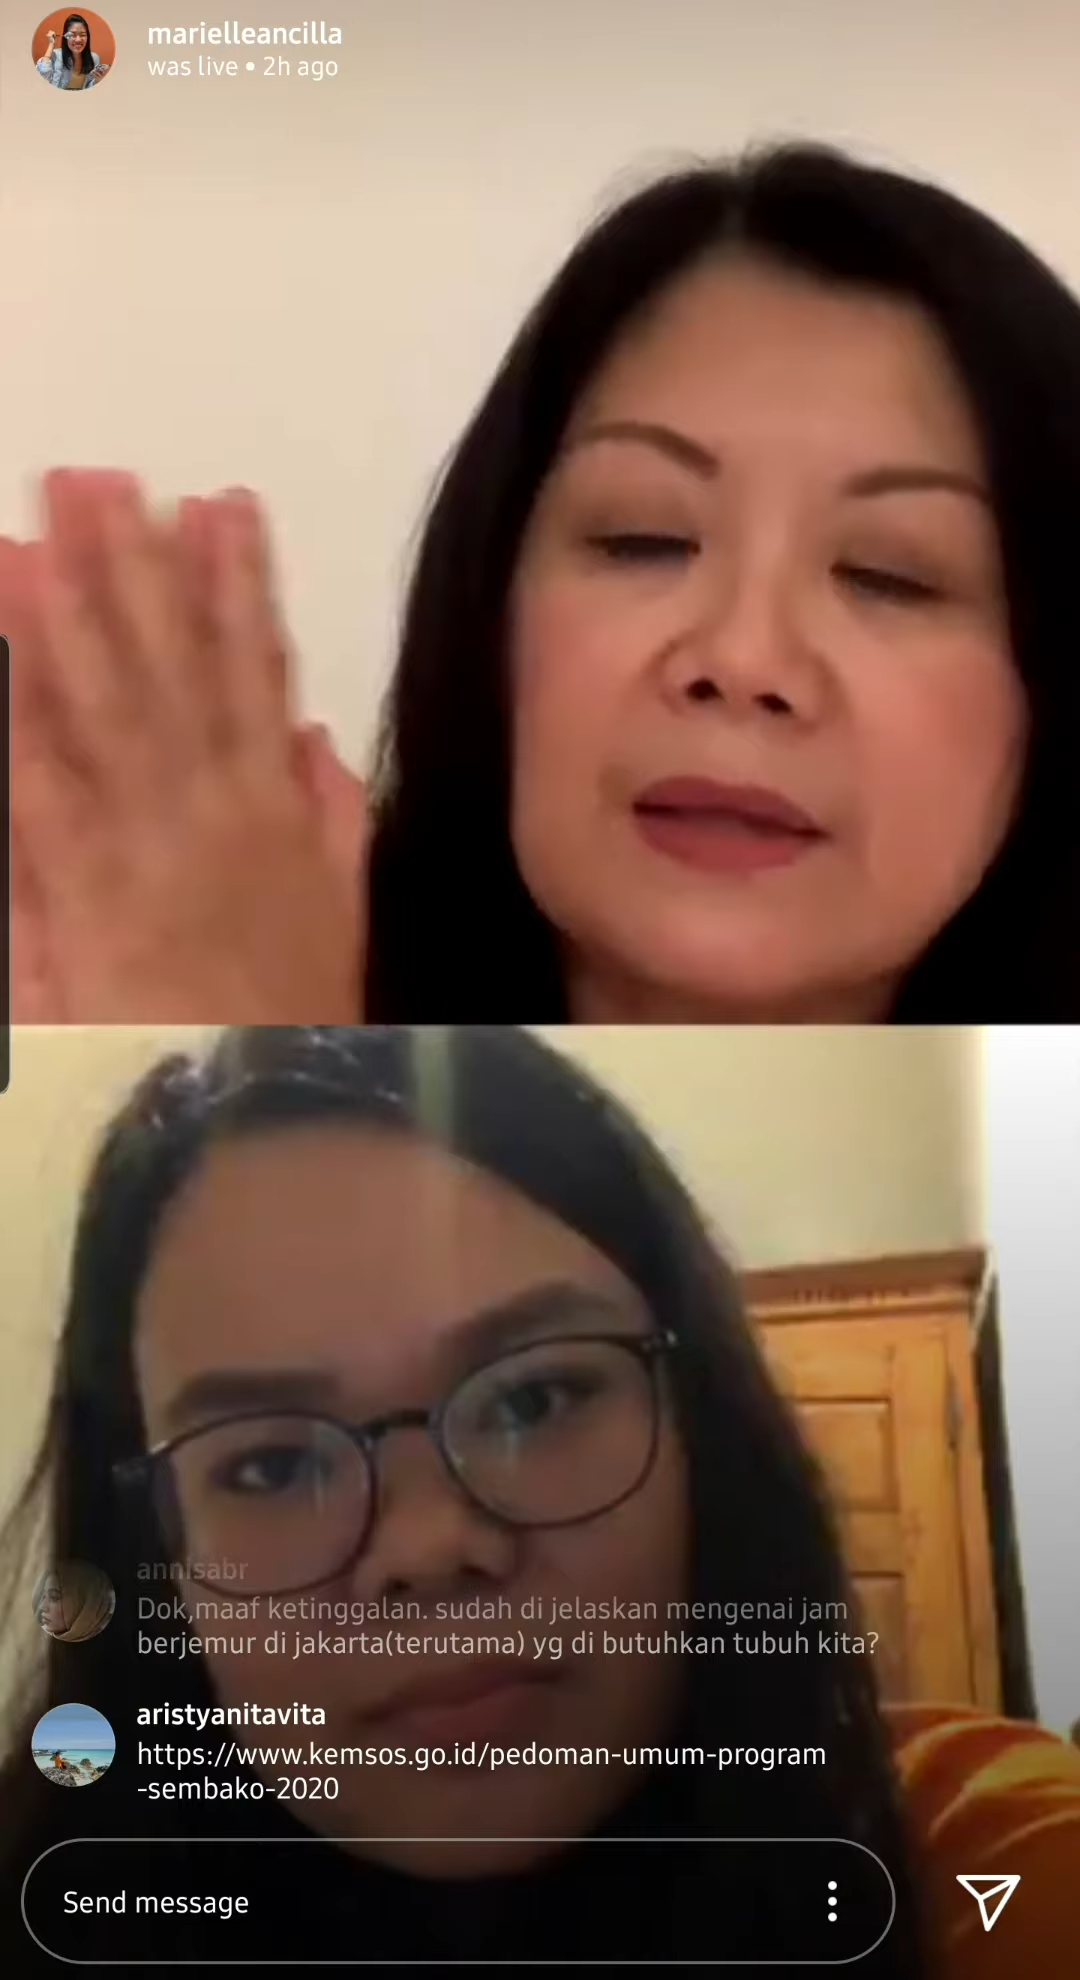 marielleancilla
was live • 2h ago
annisabr
Dok,maaf ketinggalan. sudah di jelaskan mengenai jam
berjemur di jakarta(terutama) yg di butuhkan tubuh kita?
aristyanitavita
https://www.kemsos.go.id/pedoman-umum-program
-sembako-2020
Send message